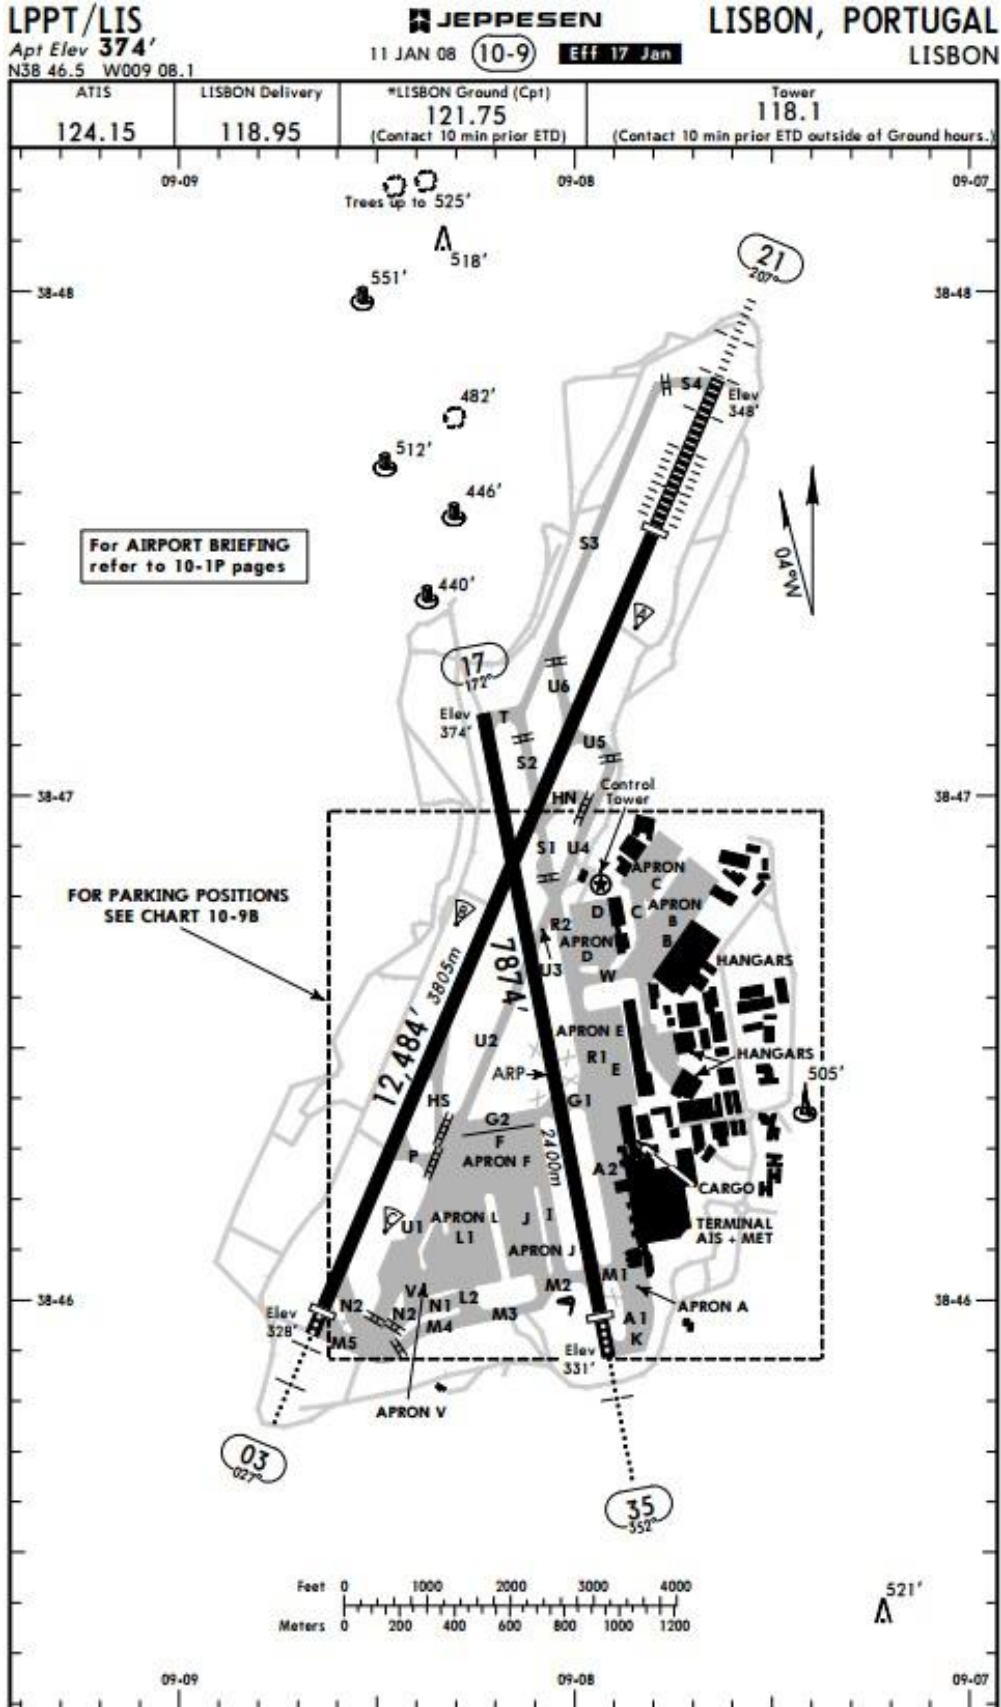 LPPT/LIS
Apt Elev 374'
N38 46.5 W009 08.1
JEPPESEN
11 JAN 08 10-9 Eff 17 Jan
LISBON, PORTUGAL
LISBON
ATIS
124.15
LISBON Delivery
118.95
*LISBON Ground (Cpt)
121.75
(Contact 10 min prior ETD)
Tower
118.1
(Contact 10 min prior ETD outside of Ground hours.)
09-09 09-08 09-07
Trees up to 525'
518'
551'
21
207°
38-48 38-48
482'
S4
Elev
348'
512'
446'
For AIRPORT BRIEFING
refer to 10-1P pages
S3
04°W
440'
A
17
172°
U6
Elev
374'
T
U5
S2
Control
Tower
38-47 38-47
HN
S1 U4
APRON
C
FOR PARKING POSITIONS
SEE CHART 10-9B
B
D C APRON
B
R2
APRON
D
B
U3
W
HANGARS
7874'
3805m
12,484'
APRON E
U2
R1
E
HANGARS
ARP
505'
HS
G1
G2
F
2400m
P
APRON F
A2
CARGO
C
U1
APRON L
L1
J I
TERMINAL
AIS + MET
APRON J
M1
M2
38-46 38-46
VA
L2
N2
N2
N1
M3
M4
M5
Elev
328'
APRON A
A1
K
Elev
331'
APRON V
03
027°
35
352°
Feet 0 1000 2000 3000 4000
Meters 0 200 400 600 800 1000 1200
521'
09-09 09-08 09-07